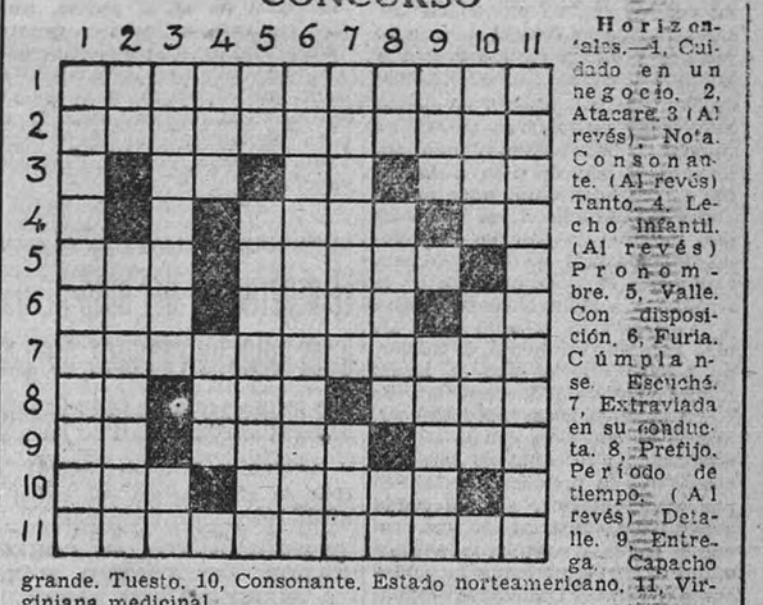 CONCURSO
1 2 3 4 5 6 7 8 9 10 11
1
2
3
4
5
6
7
8
9
10
11
Horizon-
tales.—1, Cui-
dado en un
negocio. 2,
Atacaré. 3 (Al
revés), Nota.
Consonan-
te. (Al revés)
Tanto. 4, Le-
cho infantil.
(Al revés)
Pronom-
bre. 5, Valle.
Con disposi-
ción. 6, Furia.
Cúmplan-
se. Escuché.
7, Extraviada
en su conduc-
ta. 8, Prefijo.
Período de
tiempo. (Al
revés) Deta-
lle. 9, Entre-
ga. Capacho
grande. Tuesto. 10, Consonante. Estado norteamericano. 11, Vir-
giniana medicinal